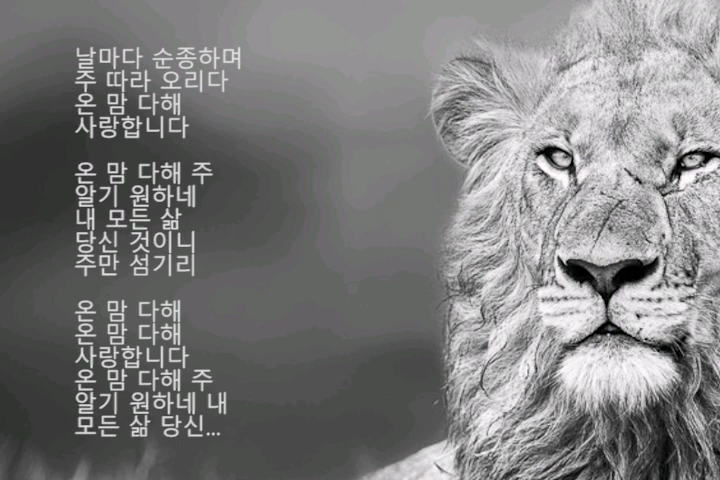 날마다 순종하며
주 따라 오리다
온 맘 다해
사랑합니다
온 맘 다해 주
알기 원하네
내 모든 삶
당신 것이니
주만 섬기리
온 맘 다해
온 맘 다해
사랑합니다
온 맘 다해 주
알기 원하네 내
모든 삶 당신...